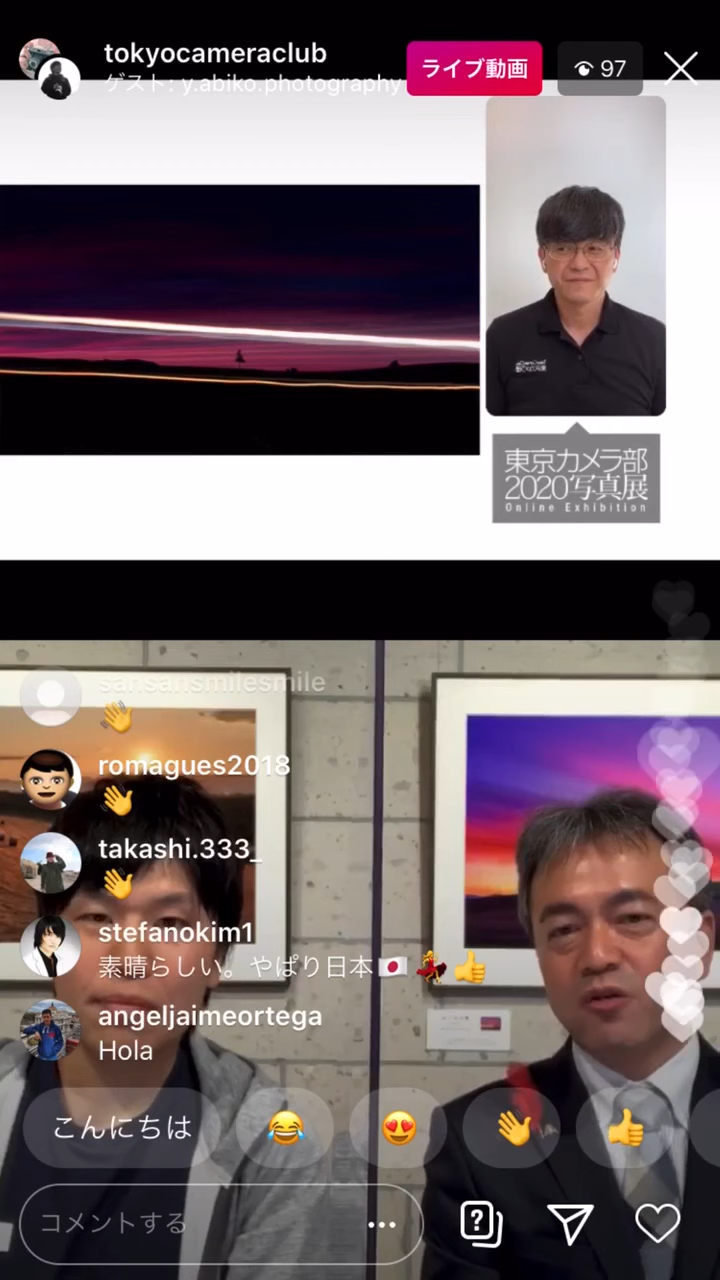 tokyocameraclub
ゲスト: y.abiko.photography
ライブ動画
97
東京カメラ部
2020写真展
Online Exhibition
sansansmilesmile
👋
romagues2018
👋
takashi.333_
👋
stefanokim1
素晴らしい。やぱり日本🇯🇵💃👍
angeljaimeortega
Hola
こんにちは 😂 😍 👋 👍
コメントする